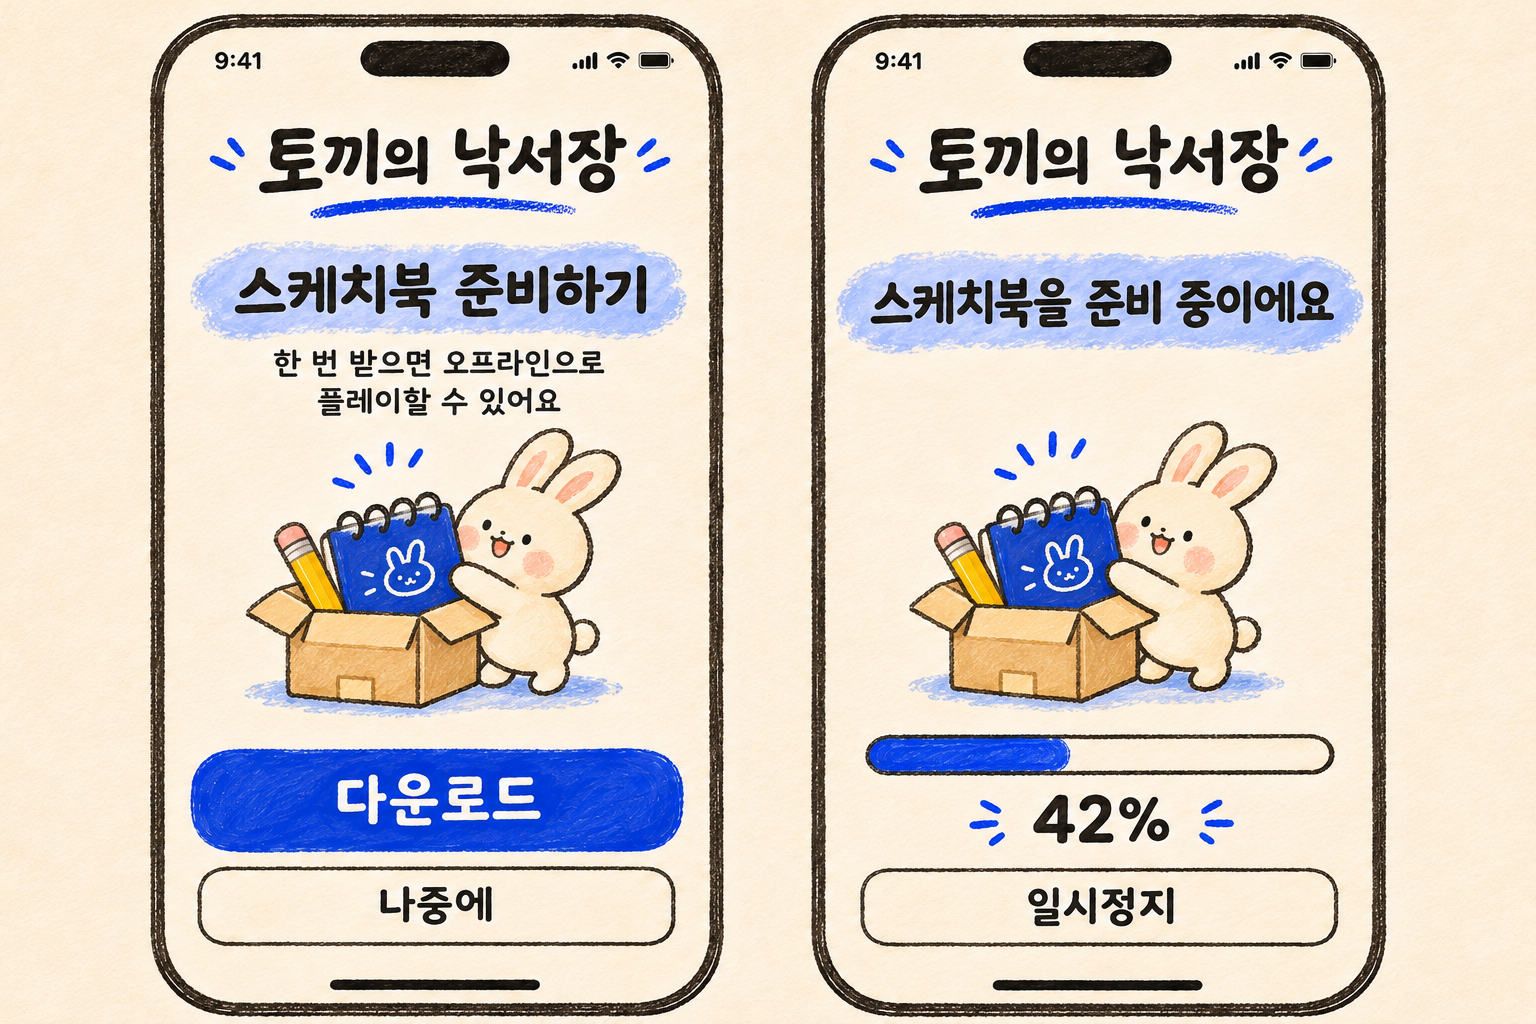 9:41
토끼의 낙서장
스케치북 준비하기
한 번 받으면 오프라인으로
플레이할 수 있어요
다운로드
나중에
9:41
토끼의 낙서장
스케치북을 준비 중이에요
42%
일시정지